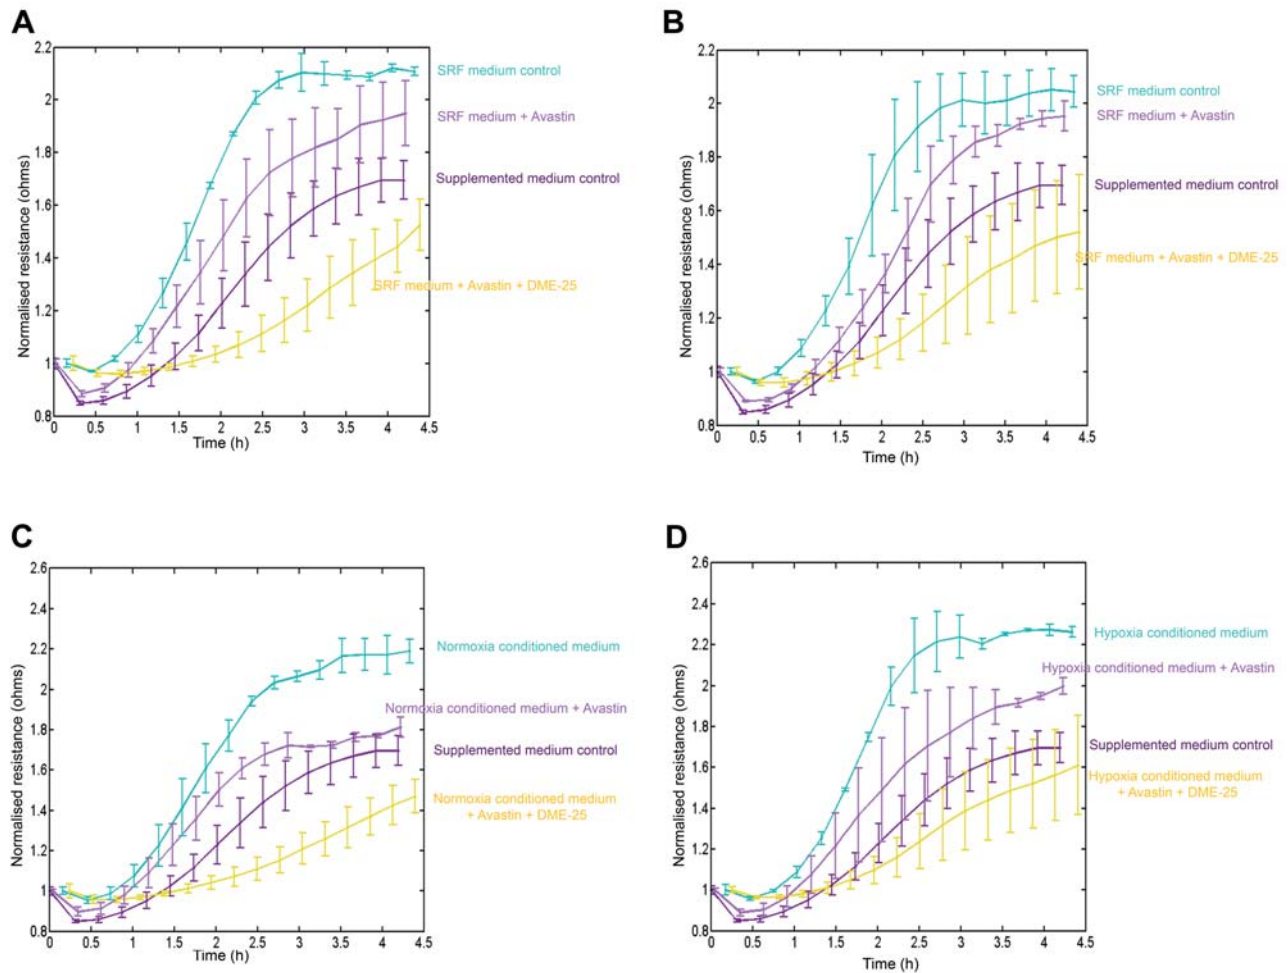 A
2.2
2
1.8
1.6
1.4
1.2
1
0.8
Normalised resistance (ohms)
0 0.5 1 1.5 2 2.5 3 3.5 4 4.5
Time (h)
SRF medium control
SRF medium + Avastin
Supplemented medium control
SRF medium + Avastin + DME-25
B
2.2
2
1.8
1.6
1.4
1.2
1
0.8
Normalised resistance (ohms)
0 0.5 1 1.5 2 2.5 3 3.5 4 4.5
Time (h)
SRF medium control
SRF medium + Avastin
Supplemented medium control
SRF medium + Avastin + DME-25
C
2.6
2.4
2.2
2
1.8
1.6
1.4
1.2
1
0.8
Normalised resistance (ohms)
0 0.5 1 1.5 2 2.5 3 3.5 4 4.5
Time (h)
Normoxia conditioned medium
Normoxia conditioned medium + Avastin
Supplemented medium control
Normoxia conditioned medium
+ Avastin + DME-25
D
2.6
2.4
2.2
2
1.8
1.6
1.4
1.2
1
0.8
Normalised resistance (ohms)
0 0.5 1 1.5 2 2.5 3 3.5 4 4.5
Time (h)
Hypoxia conditioned medium
Hypoxia conditioned medium + Avastin
Supplemented medium control
Hypoxia conditioned medium
+ Avastin + DME-25